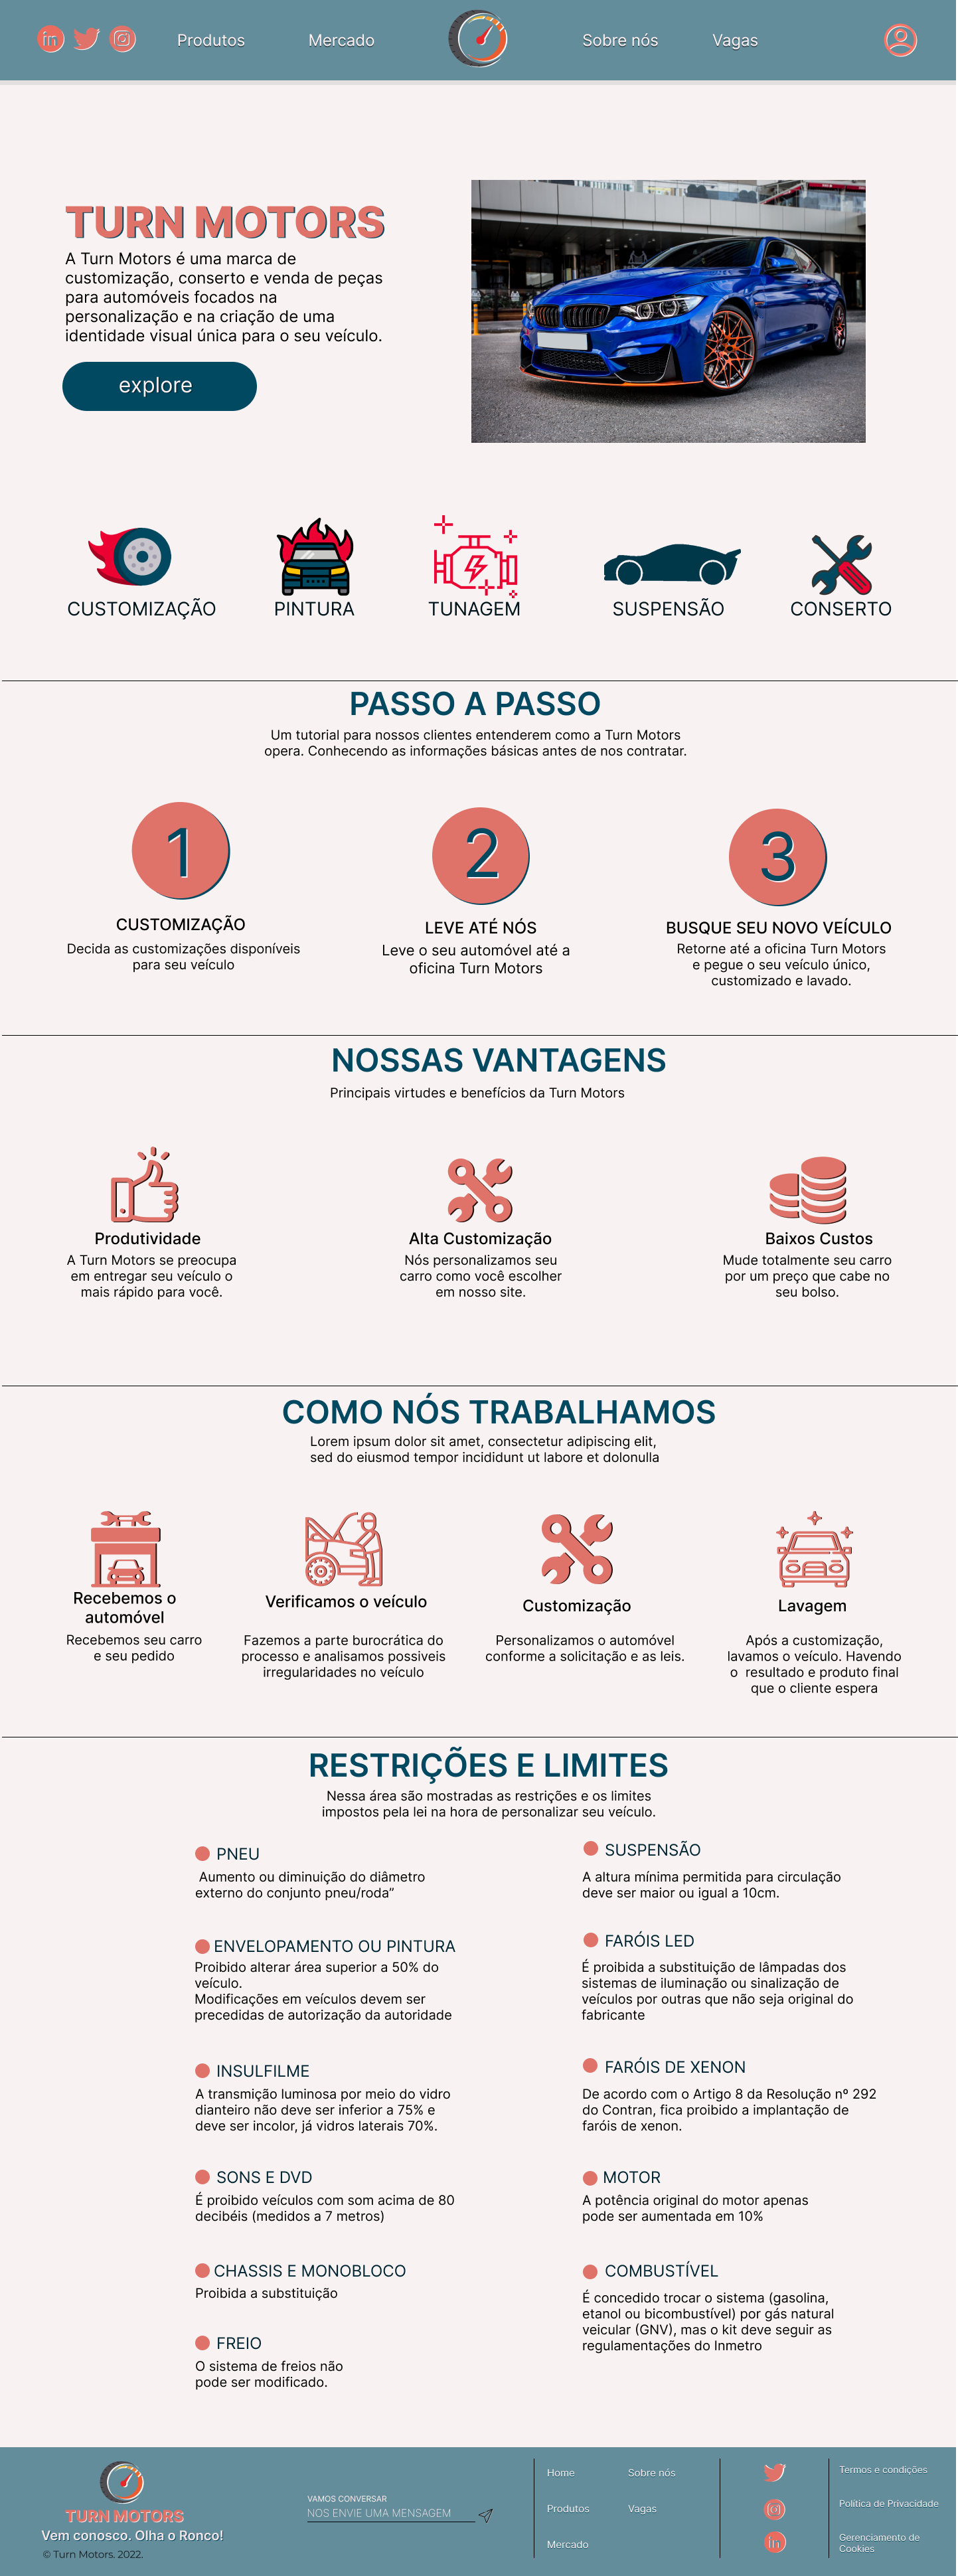 Produtos
Mercado
Sobre nós
Vagas
TURN MOTORS
A Turn Motors é uma marca de
customização, conserto e venda de peças
para automóveis focados na
personalização e na criação de uma
identidade visual única para o seu veículo.
explore
CUSTOMIZAÇÃO
PINTURA
TUNAGEM
SUSPENSÃO
CONSERTO
PASSO A PASSO
Um tutorial para nossos clientes entenderem como a Turn Motors
opera. Conhecendo as informações básicas antes de nos contratar.
1
CUSTOMIZAÇÃO
Decida as customizações disponíveis
para seu veículo
2
LEVE ATÉ NÓS
Leve o seu automóvel até a
oficina Turn Motors
3
BUSQUE SEU NOVO VEÍCULO
Retorne até a oficina Turn Motors
e pegue o seu veículo único,
customizado e lavado.
NOSSAS VANTAGENS
Principais virtudes e benefícios da Turn Motors
Produtividade
A Turn Motors se preocupa
em entregar seu veículo o
mais rápido para você.
Alta Customização
Nós personalizamos seu
carro como você escolher
em nosso site.
Baixos Custos
Mude totalmente seu carro
por um preço que cabe no
seu bolso.
COMO NÓS TRABALHAMOS
Lorem ipsum dolor sit amet, consectetur adipiscing elit,
sed do eiusmod tempor incididunt ut labore et dolonulla
Recebemos o
automóvel
Recebemos seu carro
e seu pedido
Verificamos o veículo
Fazemos a parte burocrática do
processo e analisamos possiveis
irregularidades no veículo
Customização
Personalizamos o automóvel
conforme a solicitação e as leis.
Lavagem
Após a customização,
lavamos o veículo. Havendo
o resultado e produto final
que o cliente espera
RESTRIÇÕES E LIMITES
Nessa área são mostradas as restrições e os limites
impostos pela lei na hora de personalizar seu veículo.
PNEU
Aumento ou diminuição do diâmetro
externo do conjunto pneu/roda”
ENVELOPAMENTO OU PINTURA
Proibido alterar área superior a 50% do
veículo.
Modificações em veículos devem ser
precedidas de autorização da autoridade
INSULFILME
A transmição luminosa por meio do vidro
dianteiro não deve ser inferior a 75% e
deve ser incolor, já vidros laterais 70%.
SONS E DVD
É proibido veículos com som acima de 80
decibéis (medidos a 7 metros)
CHASSIS E MONOBLOCO
Proibida a substituição
FREIO
O sistema de freios não
pode ser modificado.
SUSPENSÃO
A altura mínima permitida para circulação
deve ser maior ou igual a 10cm.
FARÓIS LED
É proibida a substituição de lâmpadas dos
sistemas de iluminação ou sinalização de
veículos por outras que não seja original do
fabricante
FARÓIS DE XENON
De acordo com o Artigo 8 da Resolução nº 292
do Contran, fica proibido a implantação de
faróis de xenon.
MOTOR
A potência original do motor apenas
pode ser aumentada em 10%
COMBUSTÍVEL
É concedido trocar o sistema (gasolina,
etanol ou bicombustível) por gás natural
veicular (GNV), mas o kit deve seguir as
regulamentações do Inmetro
TURN MOTORS
Vem conosco. Olha o Ronco!
© Turn Motors. 2022.
VAMOS CONVERSAR
NOS ENVIE UMA MENSAGEM
Home
Produtos
Mercado
Sobre nós
Vagas
Termos e condições
Política de Privacidade
Gerenciamento de
Cookies